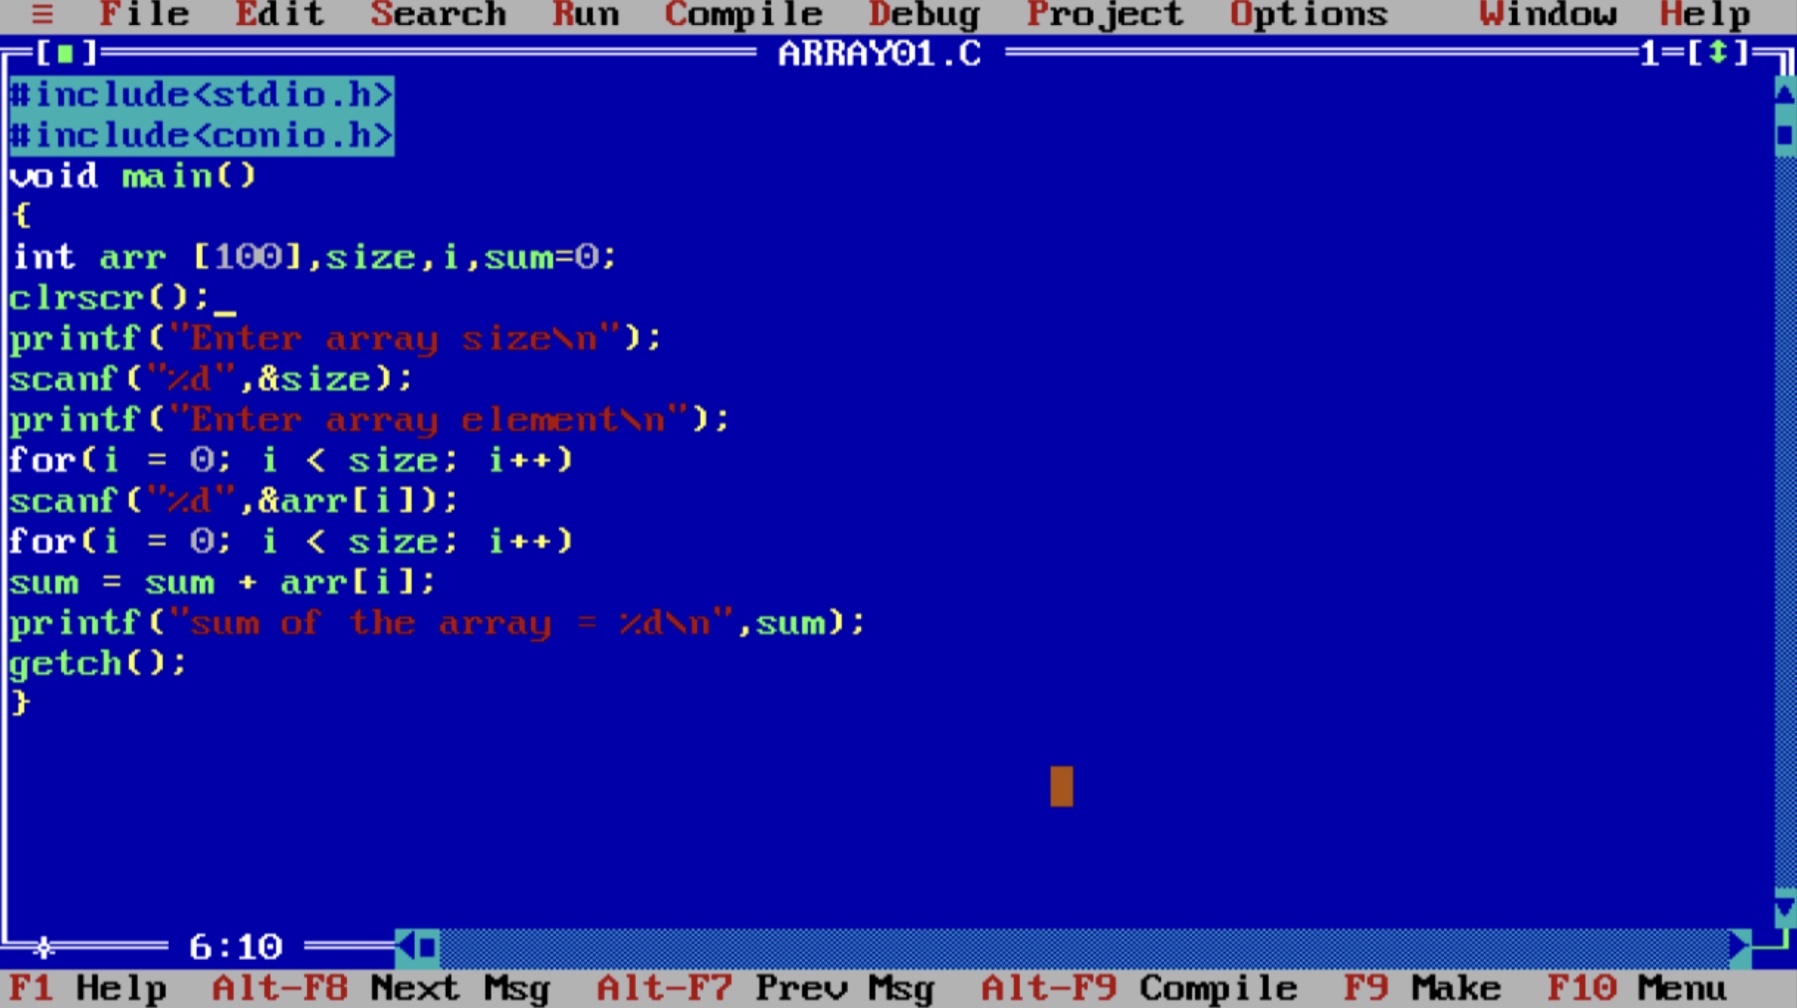 ≡ File Edit Search Run Compile Debug Project Options Window Help
[■] ARRAY01.C 1=[↕]
#include<stdio.h>
#include<conio.h>
void main()
{
int arr [100],size,i,sum=0;
clrscr();_
printf("Enter array size\n");
scanf("%d",&size);
printf("Enter array element\n");
for(i = 0; i < size; i++)
scanf("%d",&arr[i]);
for(i = 0; i < size; i++)
sum = sum + arr[i];
printf("sum of the array = %d\n",sum);
getch();
}
6:10
F1 Help Alt-F8 Next Msg Alt-F7 Prev Msg Alt-F9 Compile F9 Make F10 Menu